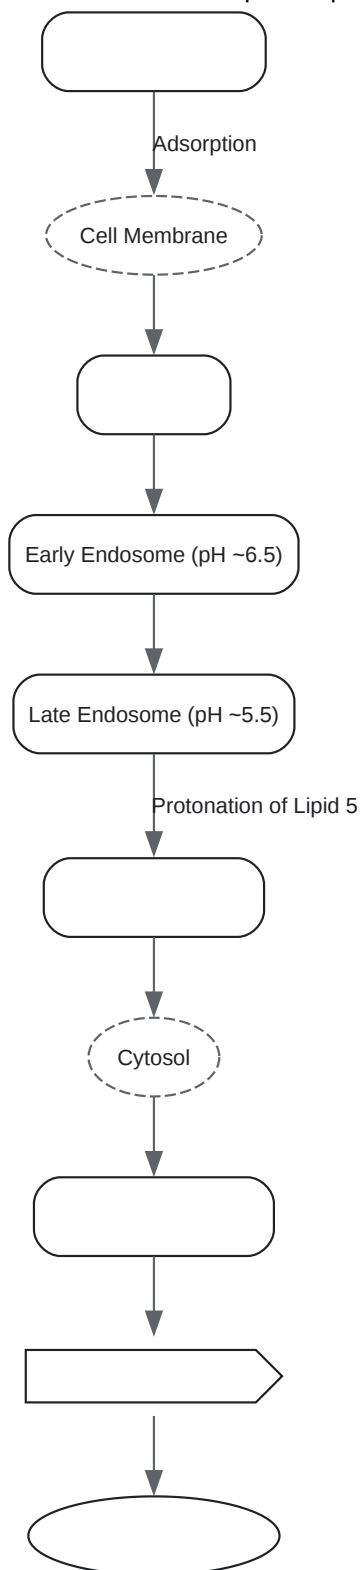 Adsorption
Cell Membrane
Early Endosome (pH ~6.5)
Late Endosome (pH ~5.5)
Protonation of Lipid 5
Cytosol